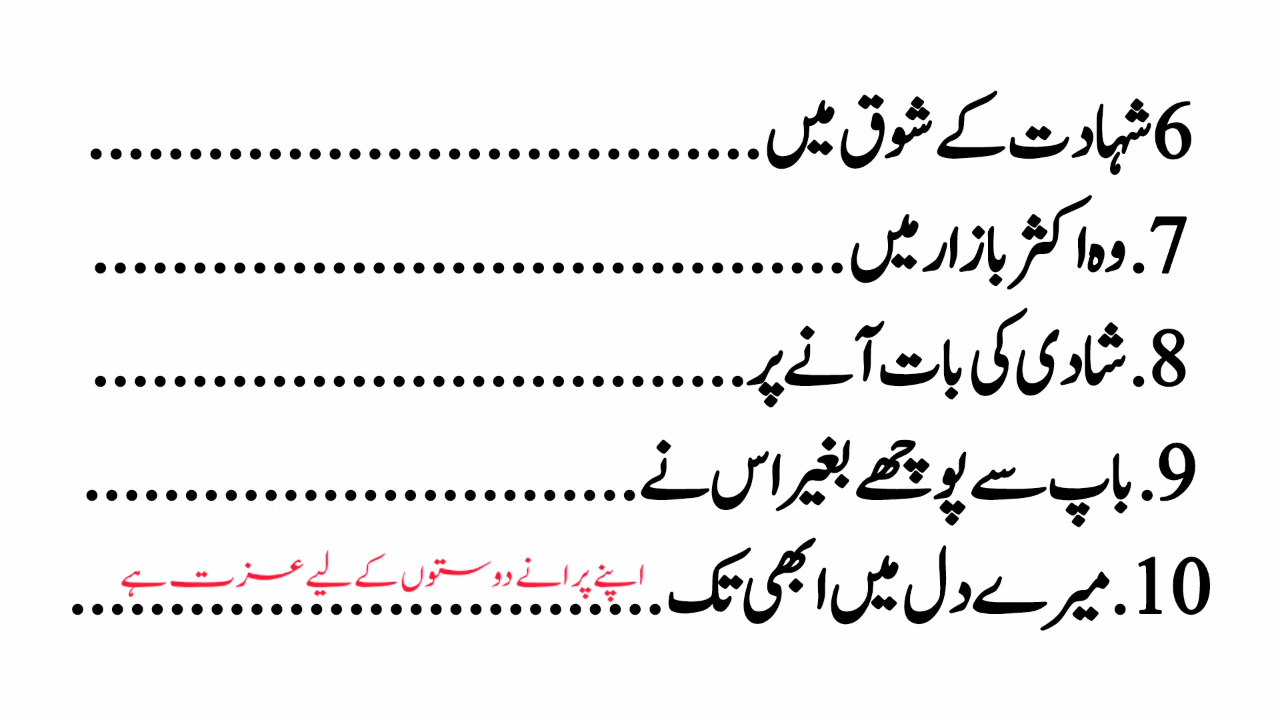 6شہادت کے شوق میں..................................
7.وہ اکثر بازار میں......................................
8.شادی کی بات آنے پر.................................
9.باپ سے پوچھے بغیر اس نے............................
10.میرے دل میں ابھی تک اپنے پرانے دوستوں کے لیے عزت ہے..............................